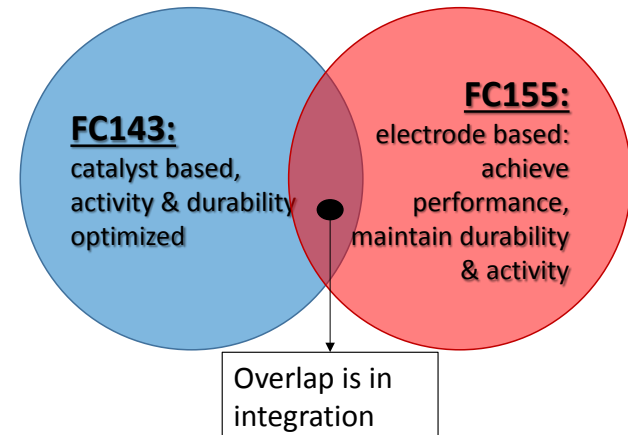 FC143:
catalyst based,
activity & durability
optimized
FC155:
electrode based:
achieve
performance,
maintain durability
& activity
Overlap is in
integration